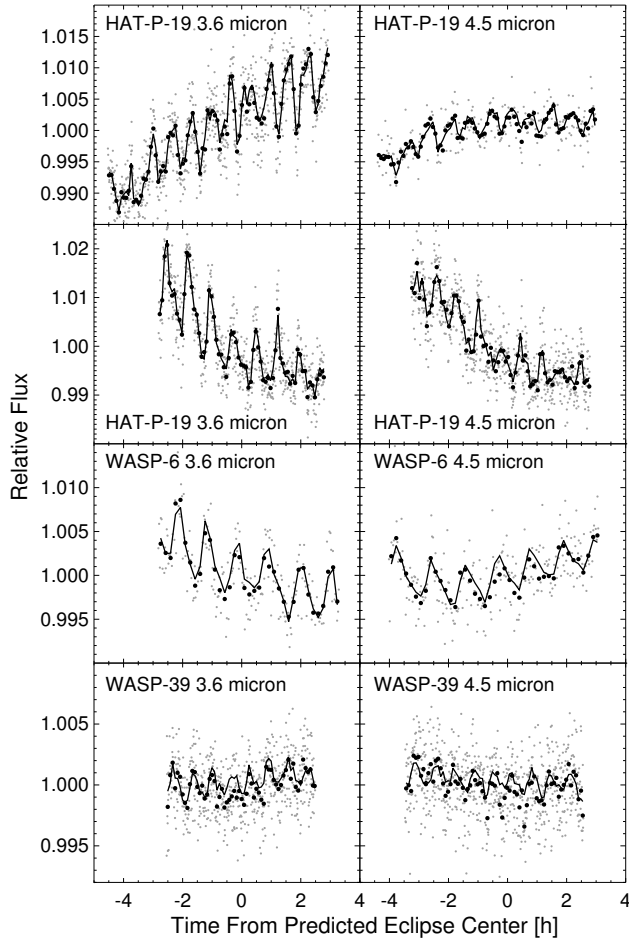 HAT-P-19 3.6 micron
HAT-P-19 4.5 micron
1.015
1.010
1.005
1.000
0.995
0.990
1.02
1.01
1.00
0.99
HAT-P-19 3.6 micron
HAT-P-19 4.5 micron
Relative Flux
WASP-6 3.6 micron
WASP-6 4.5 micron
1.010
1.005
1.000
0.995
WASP-39 3.6 micron
WASP-39 4.5 micron
1.005
1.000
0.995
-4 -2 0 2 4 -4 -2 0 2 4
Time From Predicted Eclipse Center [h]